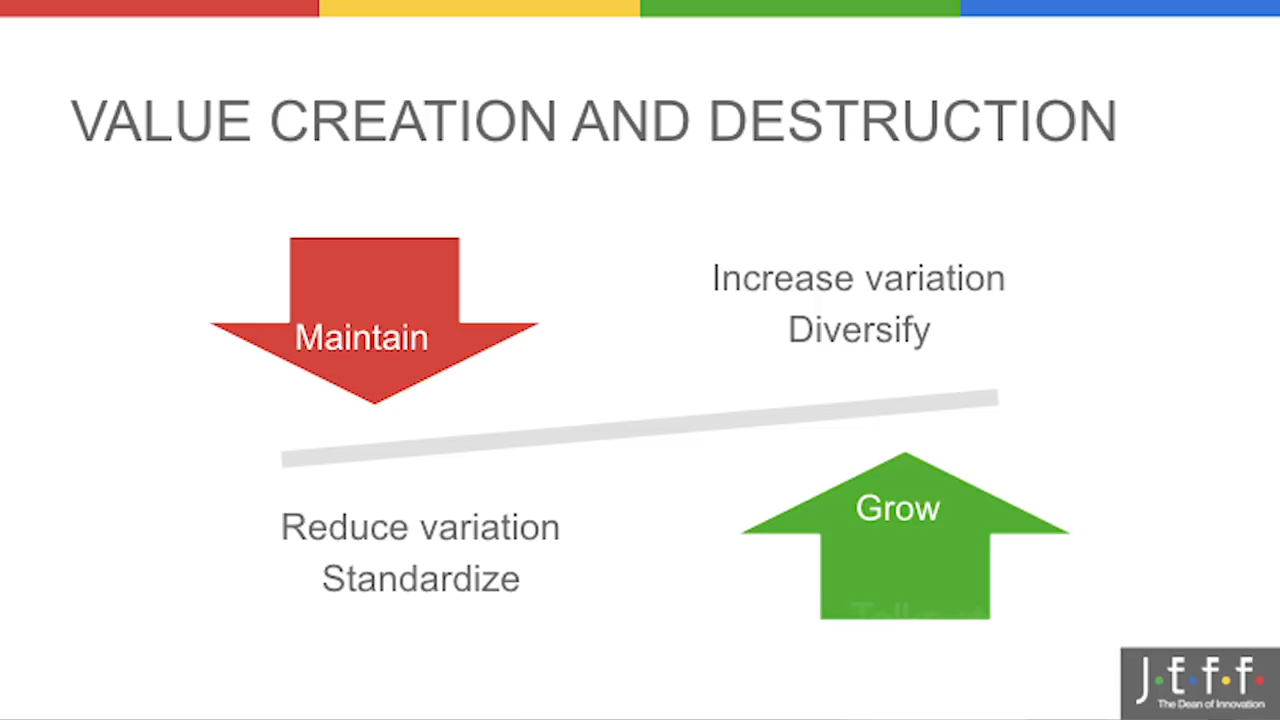 VALUE CREATION AND DESTRUCTION
Maintain
Increase variation
Diversify
Reduce variation
Standardize
Grow
J.e.f.f.
The Dean of Innovation